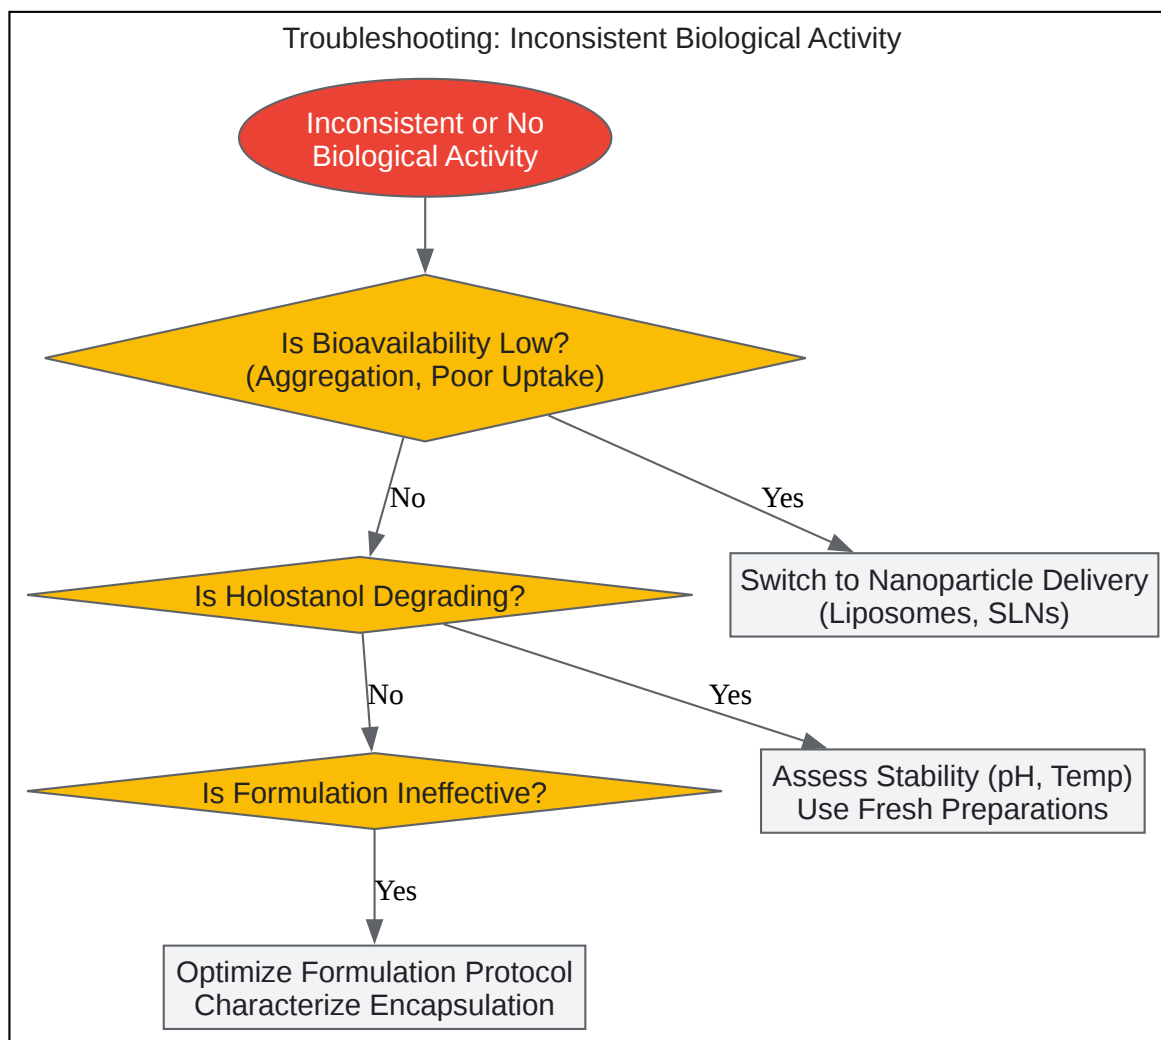 Troubleshooting: Inconsistent Biological Activity
Inconsistent or No
Biological Activity
Is Bioavailability Low?
(Aggregation, Poor Uptake)
No
Yes
Switch to Nanoparticle Delivery
(Liposomes, SLNs)
Is Holostanol Degrading?
No
Yes
Assess Stability (pH, Temp)
Use Fresh Preparations
Is Formulation Ineffective?
Yes
Optimize Formulation Protocol
Characterize Encapsulation